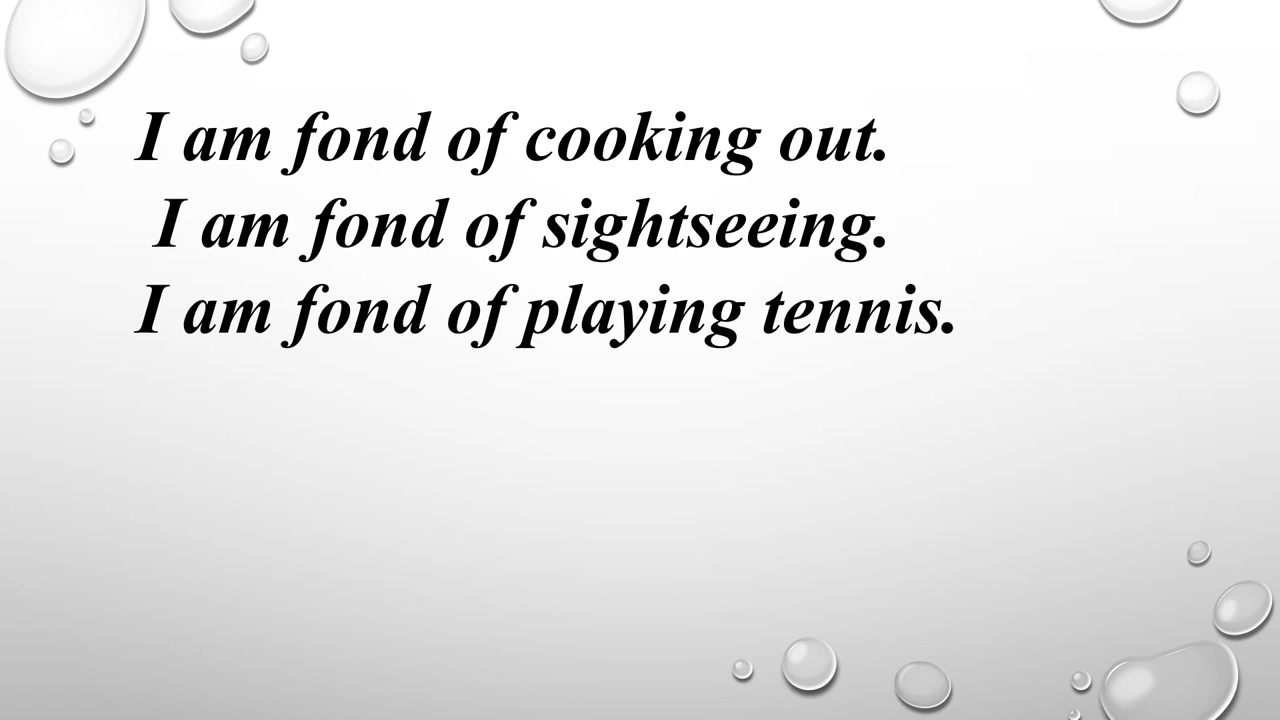 I am fond of cooking out.
I am fond of sightseeing.
I am fond of playing tennis.